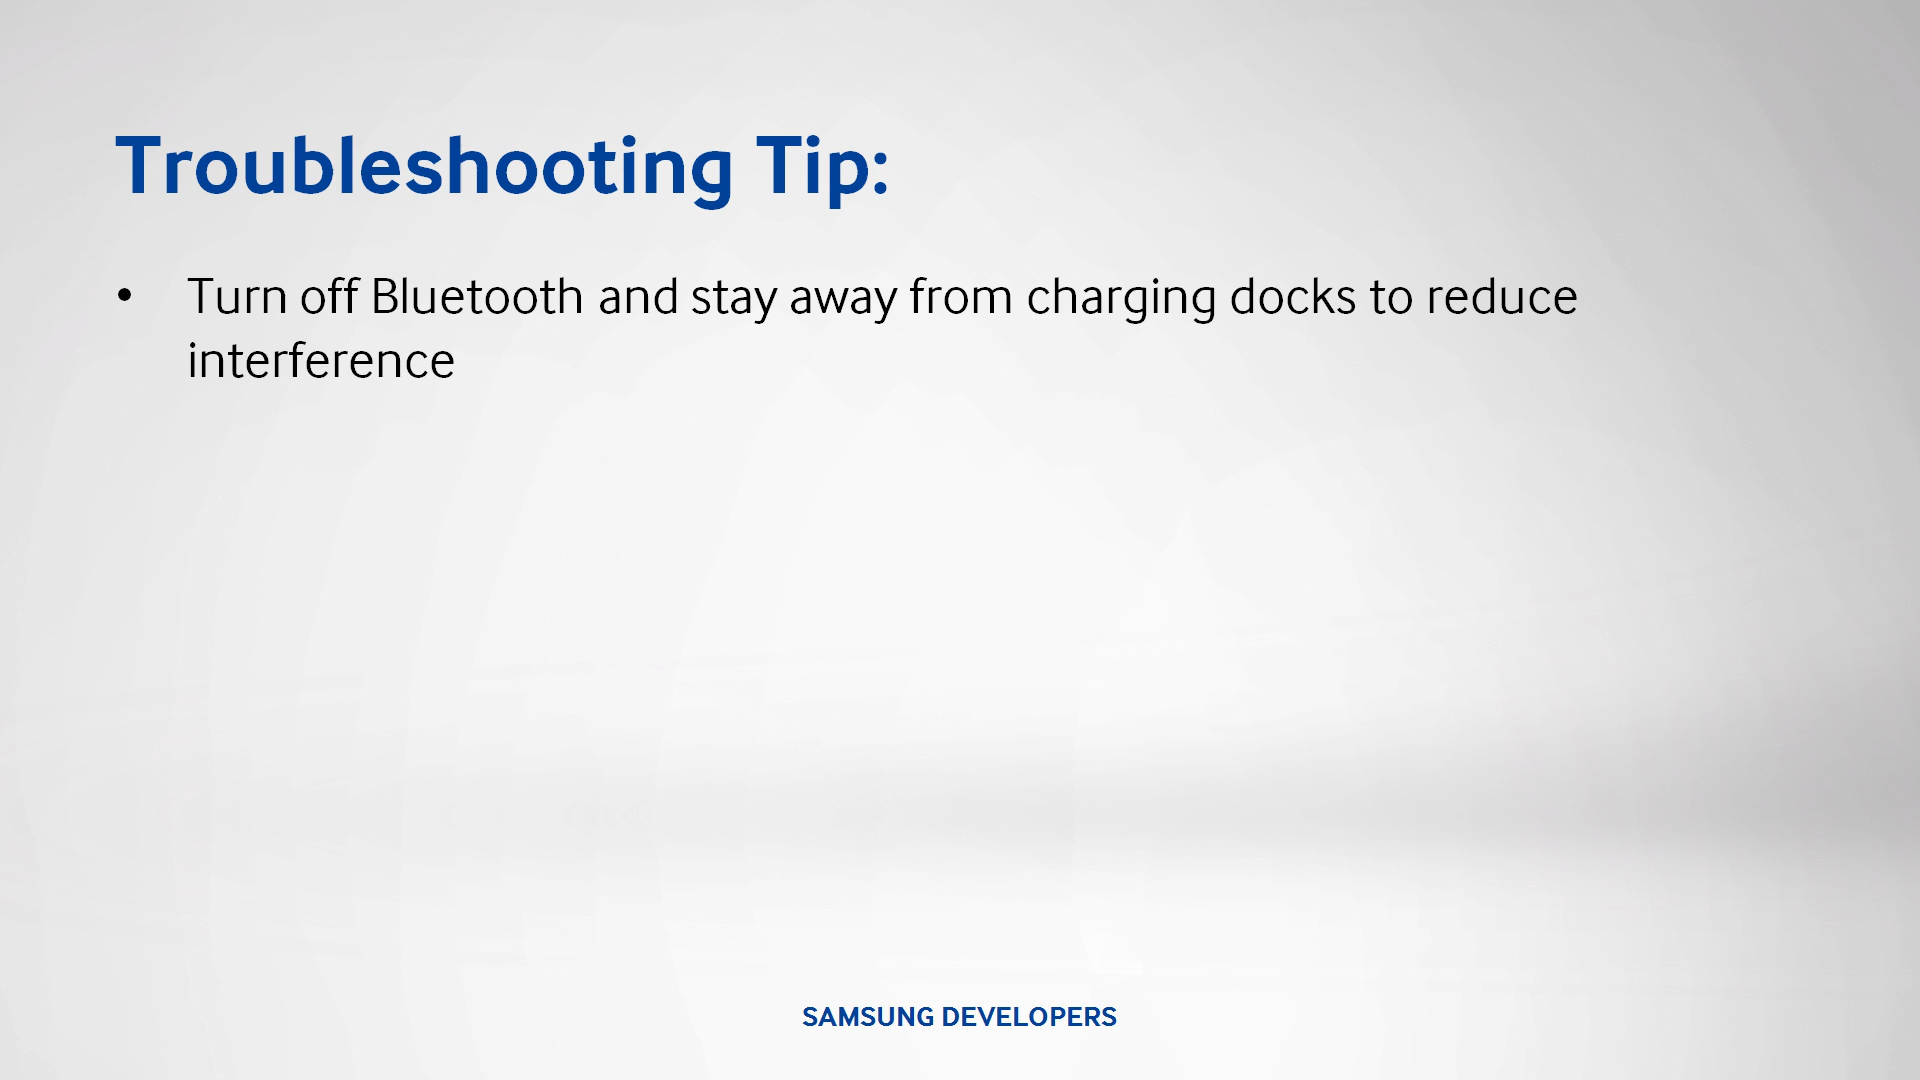 Troubleshooting Tip:
• Turn off Bluetooth and stay away from charging docks to reduce
interference
SAMSUNG DEVELOPERS